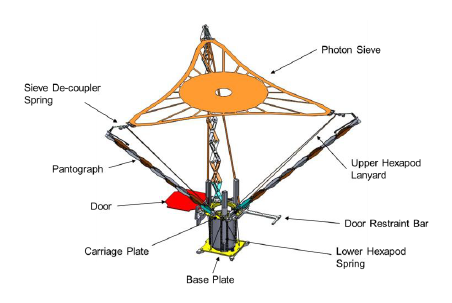 Photon Sieve
Sieve De-coupler
Spring
Pantograph
Upper Hexapod
Lanyard
Door
Door Restraint Bar
Carriage Plate
Lower Hexapod
Spring
Base Plate